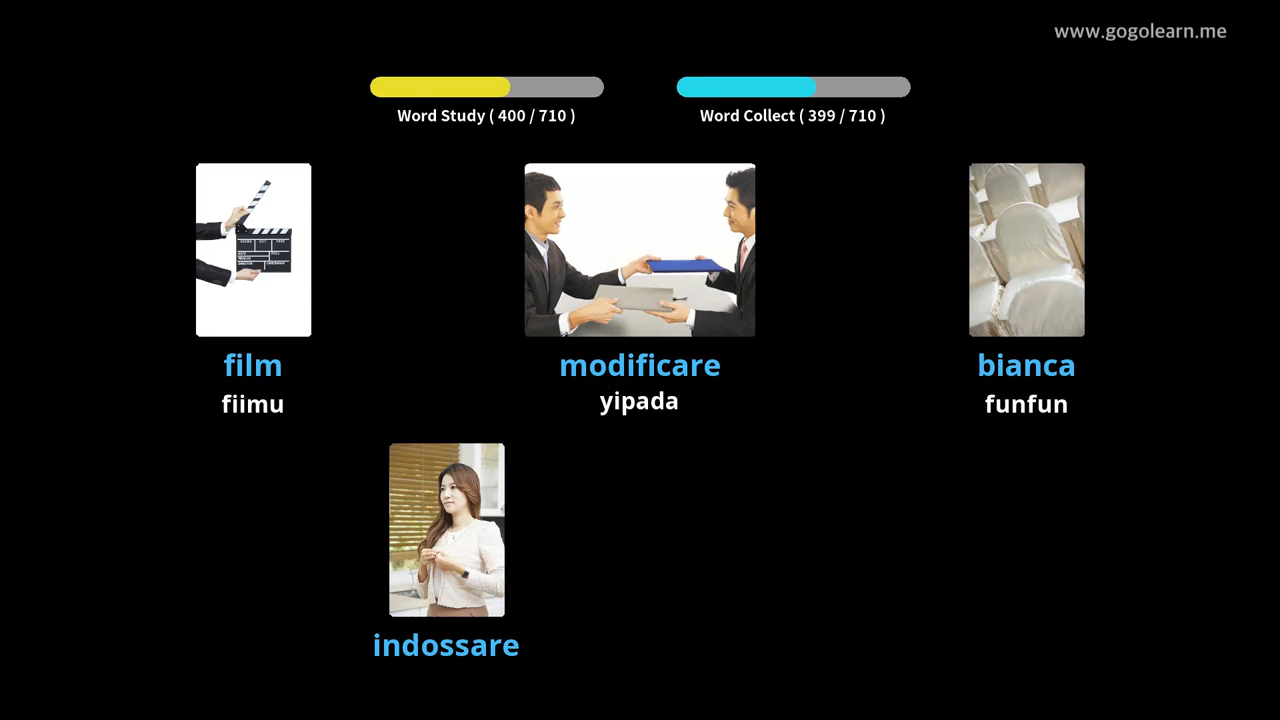 www.gogolearn.me
Word Study ( 400 / 710 )
Word Collect ( 399 / 710 )
film
modificare
bianca
fiimu
yipada
funfun
indossare